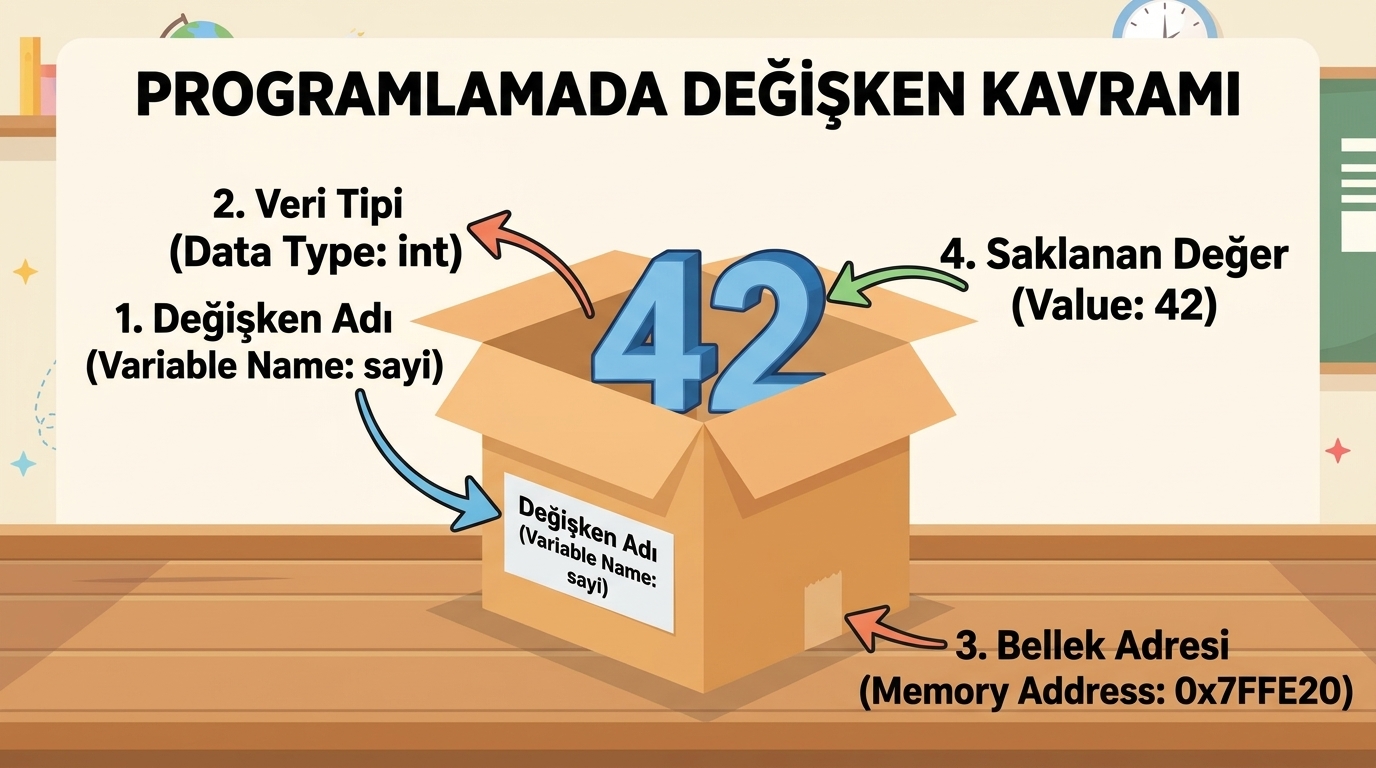 PROGRAMLAMADA DEĞİŞKEN KAVRAMI
2. Veri Tipi
(Data Type: int)
1. Değişken Adı
(Variable Name: sayi)
4. Saklanan Değer
(Value: 42)
42
Değişken Adı
(Variable Name:
sayi)
3. Bellek Adresi
(Memory Address: 0x7FFE20)